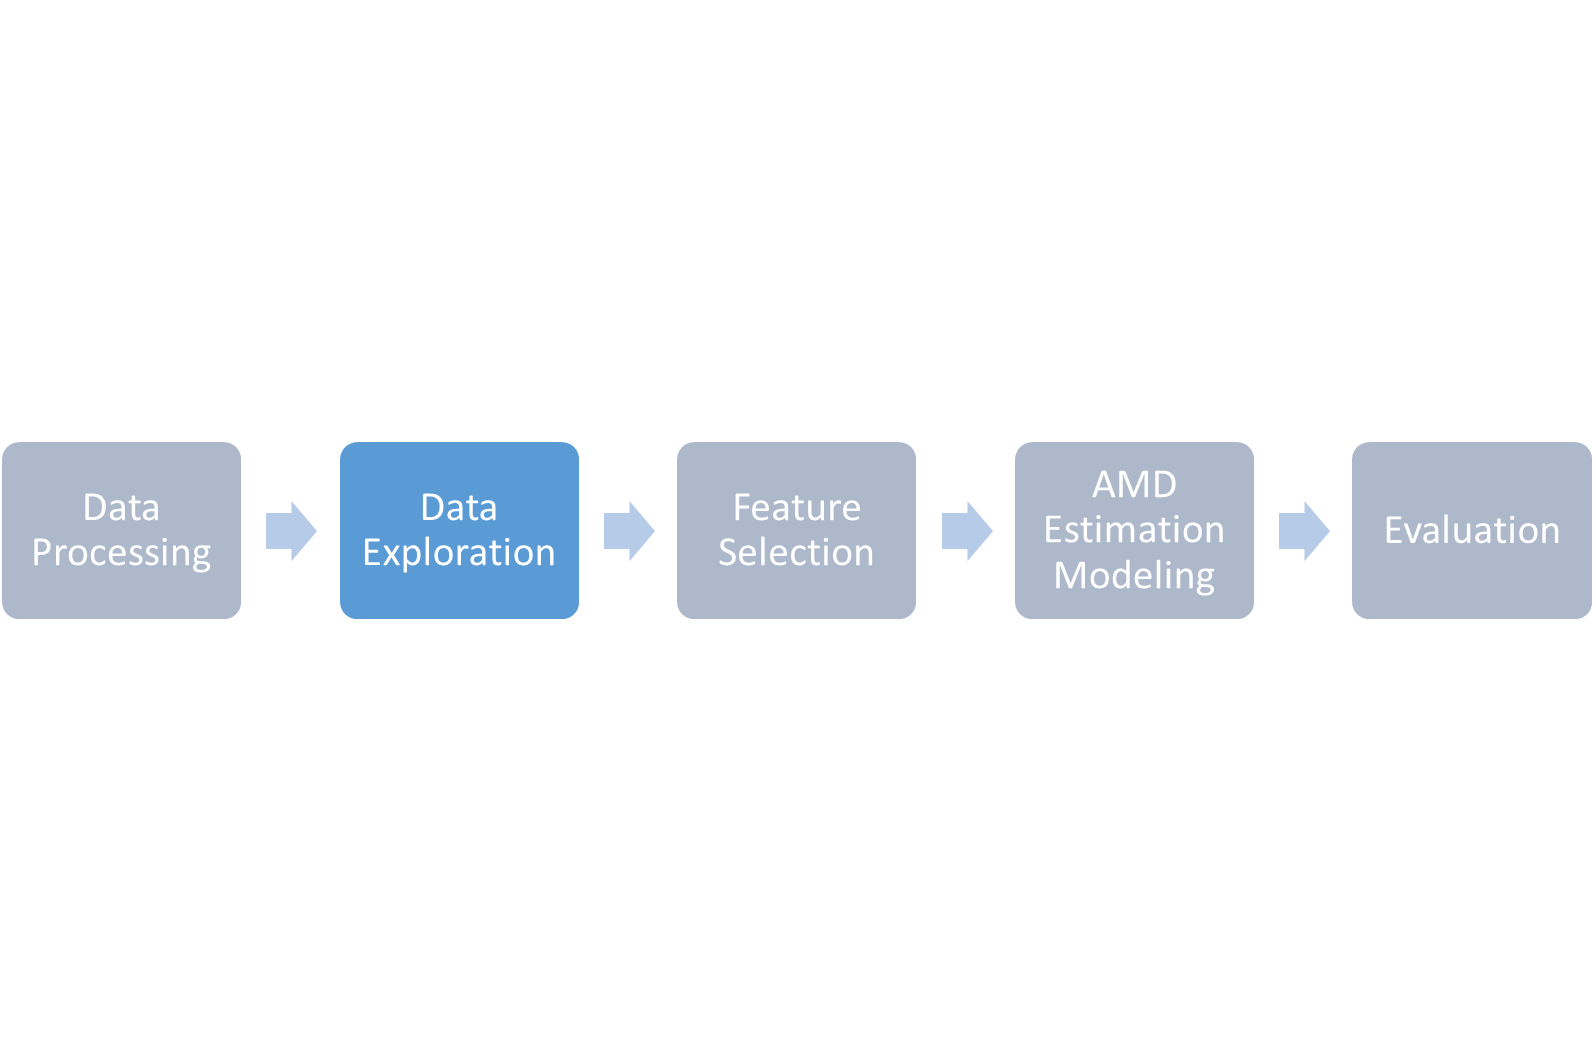 Data
Processing
Data
Exploration
Feature
Selection
AMD
Estimation
Modeling
Evaluation